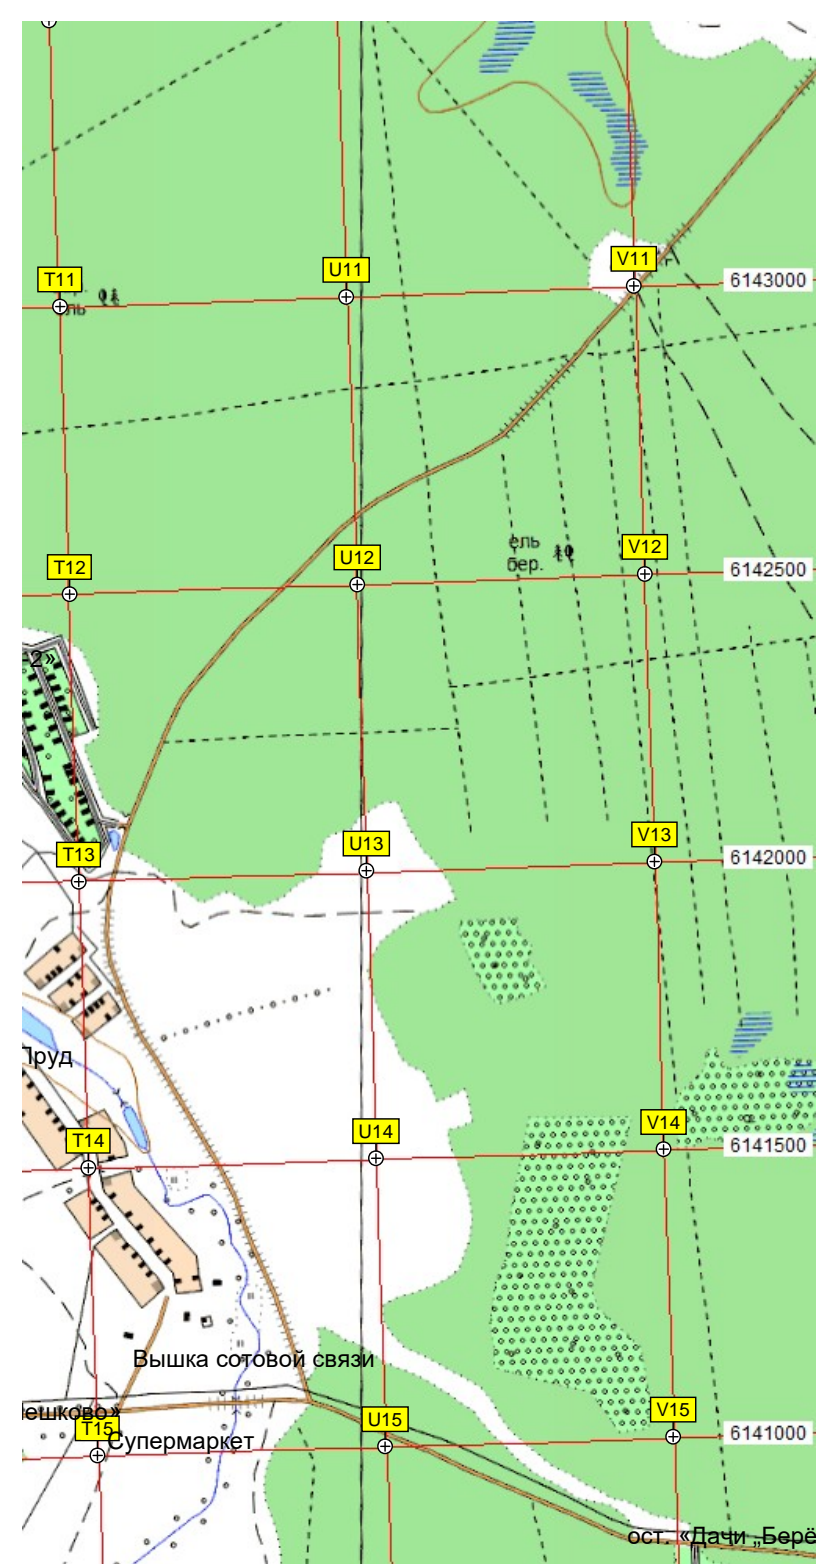 V11
U11
T11
6143000
ель
бер.
V12
U12
T12
6142500
2»
V13
U13
T13
6142000
Пруд
V14
U14
T14
6141500
Вышка сотовой связи
ешково»
V15
U15
T15
6141000
Супермаркет
ост. «Дачи „Берё